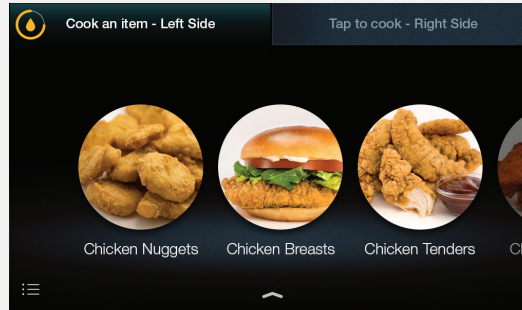 Cook an item - Left Side
Tap to cook - Right Side
Chicken Nuggets
Chicken Breasts
Chicken Tenders